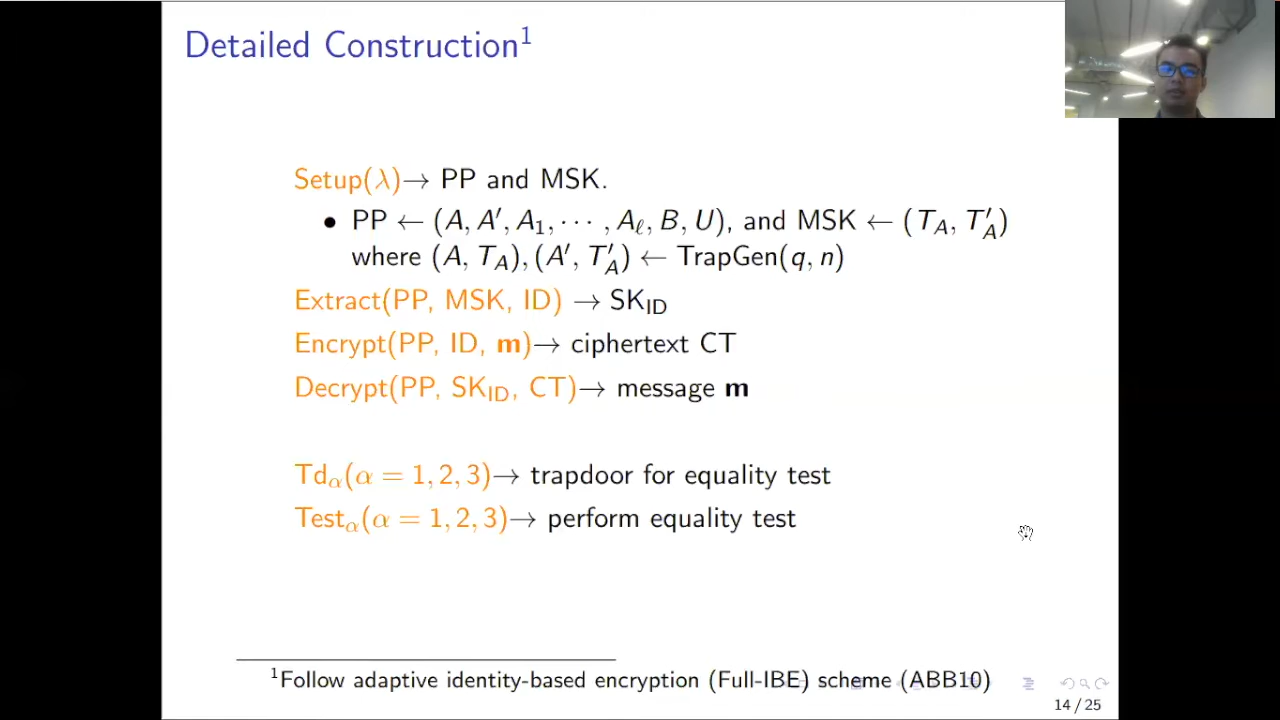 Detailed Construction¹
Setup(λ)→ PP and MSK.
• PP ← (A, A′, A₁, ⋯ , Aℓ, B, U), and MSK ← (T_A, T′_A)
where (A, T_A), (A′, T′_A) ← TrapGen(q, n)
Extract(PP, MSK, ID) → SK_ID
Encrypt(PP, ID, m)→ ciphertext CT
Decrypt(PP, SK_ID, CT)→ message m
Td_α(α = 1, 2, 3)→ trapdoor for equality test
Test_α(α = 1, 2, 3)→ perform equality test
¹Follow adaptive identity-based encryption (Full-IBE) scheme (ABB10)
14 / 25